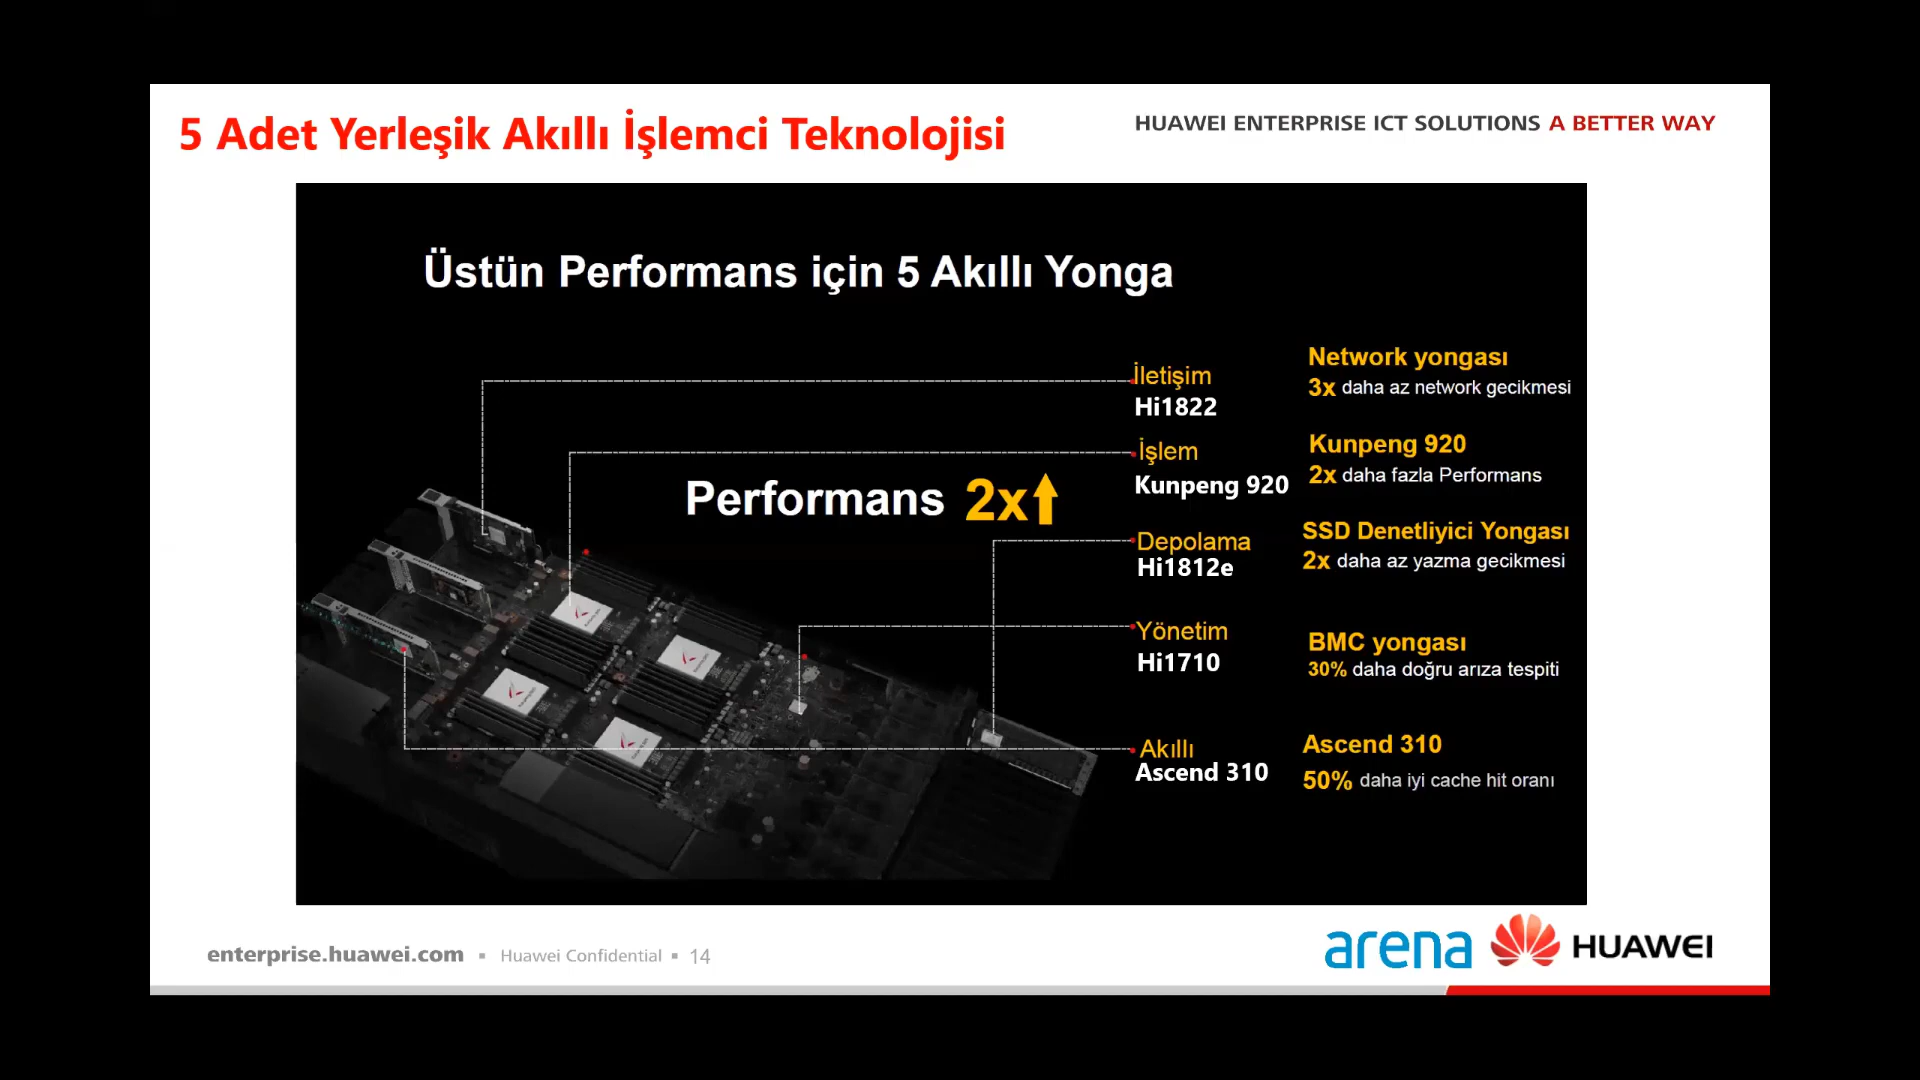 5 Adet Yerleşik Akıllı İşlemci Teknolojisi
HUAWEI ENTERPRISE ICT SOLUTIONS A BETTER WAY
Üstün Performans için 5 Akıllı Yonga
Performans 2x
İletişim
Hi1822
Network yongası
3x daha az network gecikmesi
İşlem
Kunpeng 920
Kunpeng 920
2x daha fazla Performans
Depolama
Hi1812e
SSD Denetliyici Yongası
2x daha az yazma gecikmesi
Yönetim
Hi1710
BMC yongası
30% daha doğru arıza tespiti
Akıllı
Ascend 310
Ascend 310
50% daha iyi cache hit oranı
enterprise.huawei.com ▪ Huawei Confidential ▪ 14
arena
HUAWEI